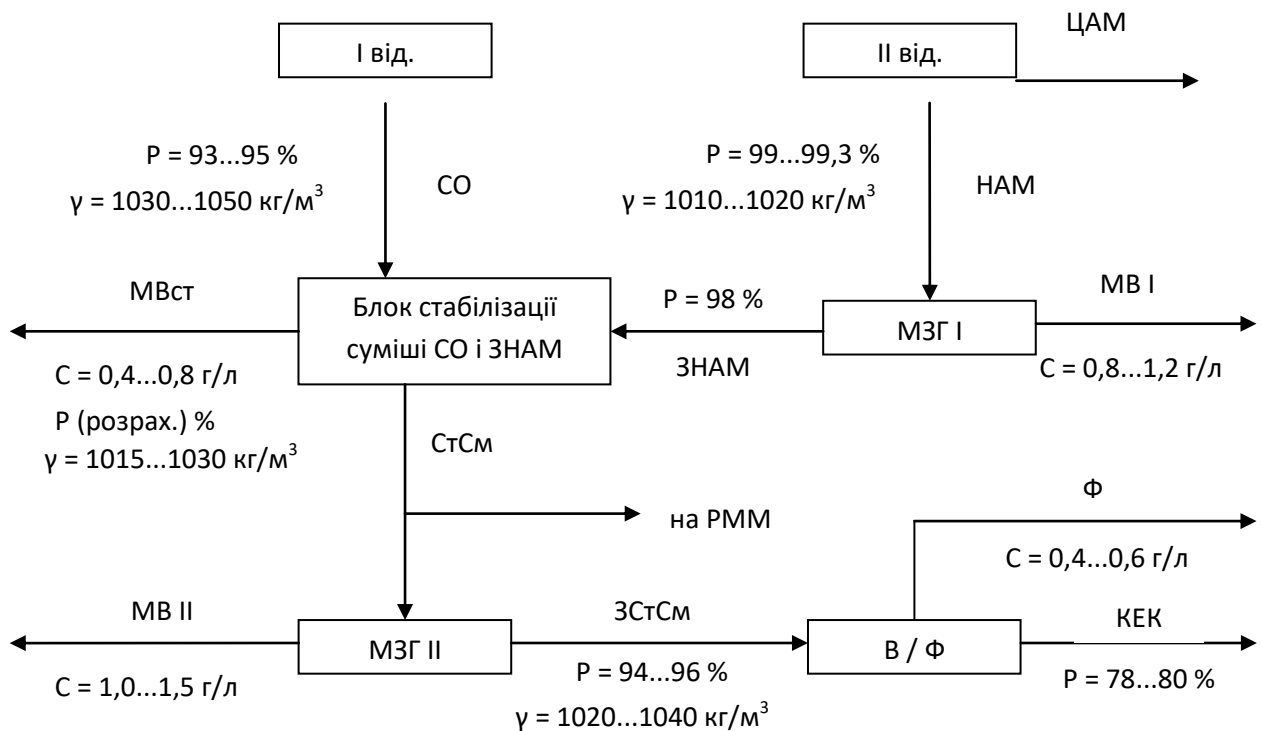 ЦАМ
І від.
ІІ від.
P = 93...95 %
γ = 1030...1050 кг/м³
СО
P = 99...99,3 %
γ = 1010...1020 кг/м³
НАМ
МВст
Блок стабілізації
суміші СО і ЗНАМ
P = 98 %
ЗНАМ
МЗГ І
МВ І
C = 0,8...1,2 г/л
C = 0,4...0,8 г/л
P (розрах.) %
γ = 1015...1030 кг/м³
СтСм
на РММ
Ф
C = 0,4...0,6 г/л
МВ ІІ
МЗГ ІІ
ЗСтСм
В / Ф
КЕК
C = 1,0...1,5 г/л
P = 94...96 %
γ = 1020...1040 кг/м³
P = 78...80 %